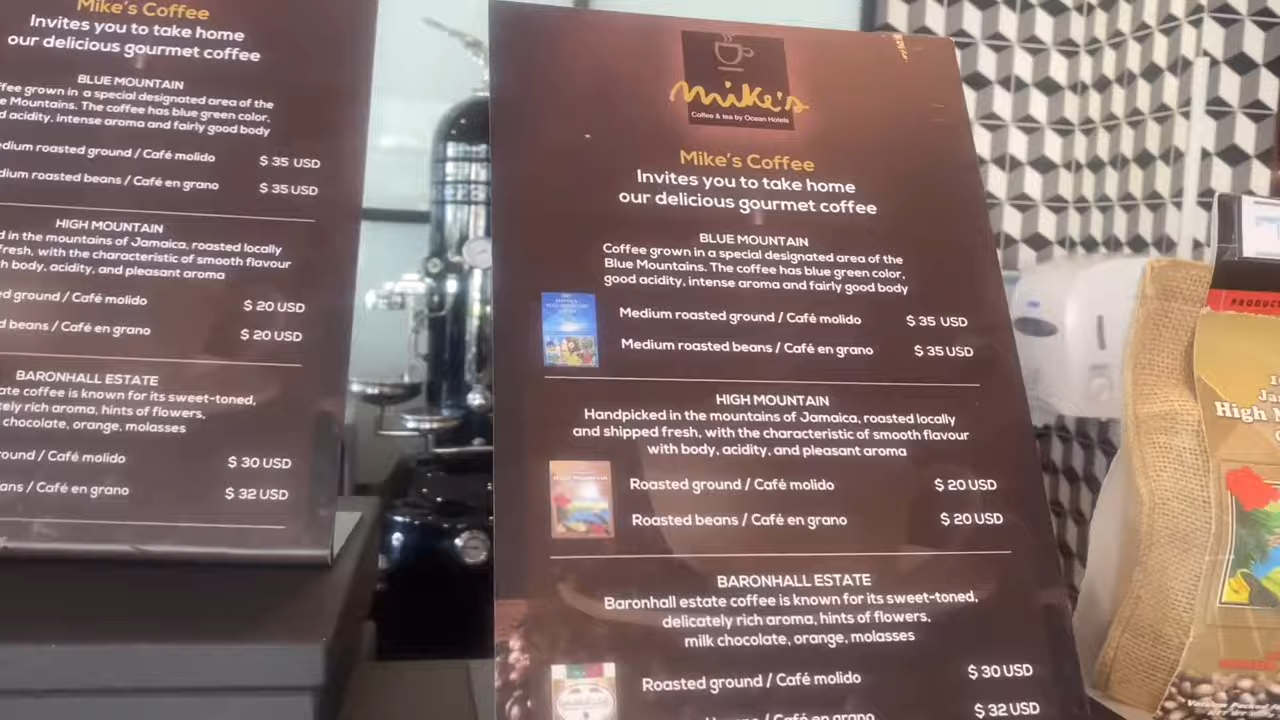 Mike's Coffee
Invites you to take home
our delicious gourmet coffee
BLUE MOUNTAIN
grown in a special designated area of the
Mountains. The coffee has blue green color,
acidity, intense aroma and fairly good body
roasted ground / Café molido $ 35 USD
roasted beans / Café en grano $ 35 USD
HIGH MOUNTAIN
in the mountains of Jamaica, roasted locally
fresh, with the characteristic of smooth flavour
body, acidity, and pleasant aroma
ground / Café molido $ 20 USD
beans / Café en grano $ 20 USD
BARONHALL ESTATE
coffee is known for its sweet-toned,
rich aroma, hints of flowers,
chocolate, orange, molasses
/ Café molido $ 30 USD
/ Café en grano $ 32 USD
mike's
Coffee & tea by Ocean Hotels
Mike's Coffee
Invites you to take home
our delicious gourmet coffee
BLUE MOUNTAIN
Coffee grown in a special designated area of the
Blue Mountains. The coffee has blue green color,
good acidity, intense aroma and fairly good body
Medium roasted ground / Café molido $ 35 USD
Medium roasted beans / Café en grano $ 35 USD
HIGH MOUNTAIN
Handpicked in the mountains of Jamaica, roasted locally
and shipped fresh, with the characteristic of smooth flavour
with body, acidity, and pleasant aroma
Roasted ground / Café molido $ 20 USD
Roasted beans / Café en grano $ 20 USD
BARONHALL ESTATE
Baronhall estate coffee is known for its sweet-toned,
delicately rich aroma, hints of flowers,
milk chocolate, orange, molasses
Roasted ground / Café molido $ 30 USD
/ Café en grano $ 32 USD
High